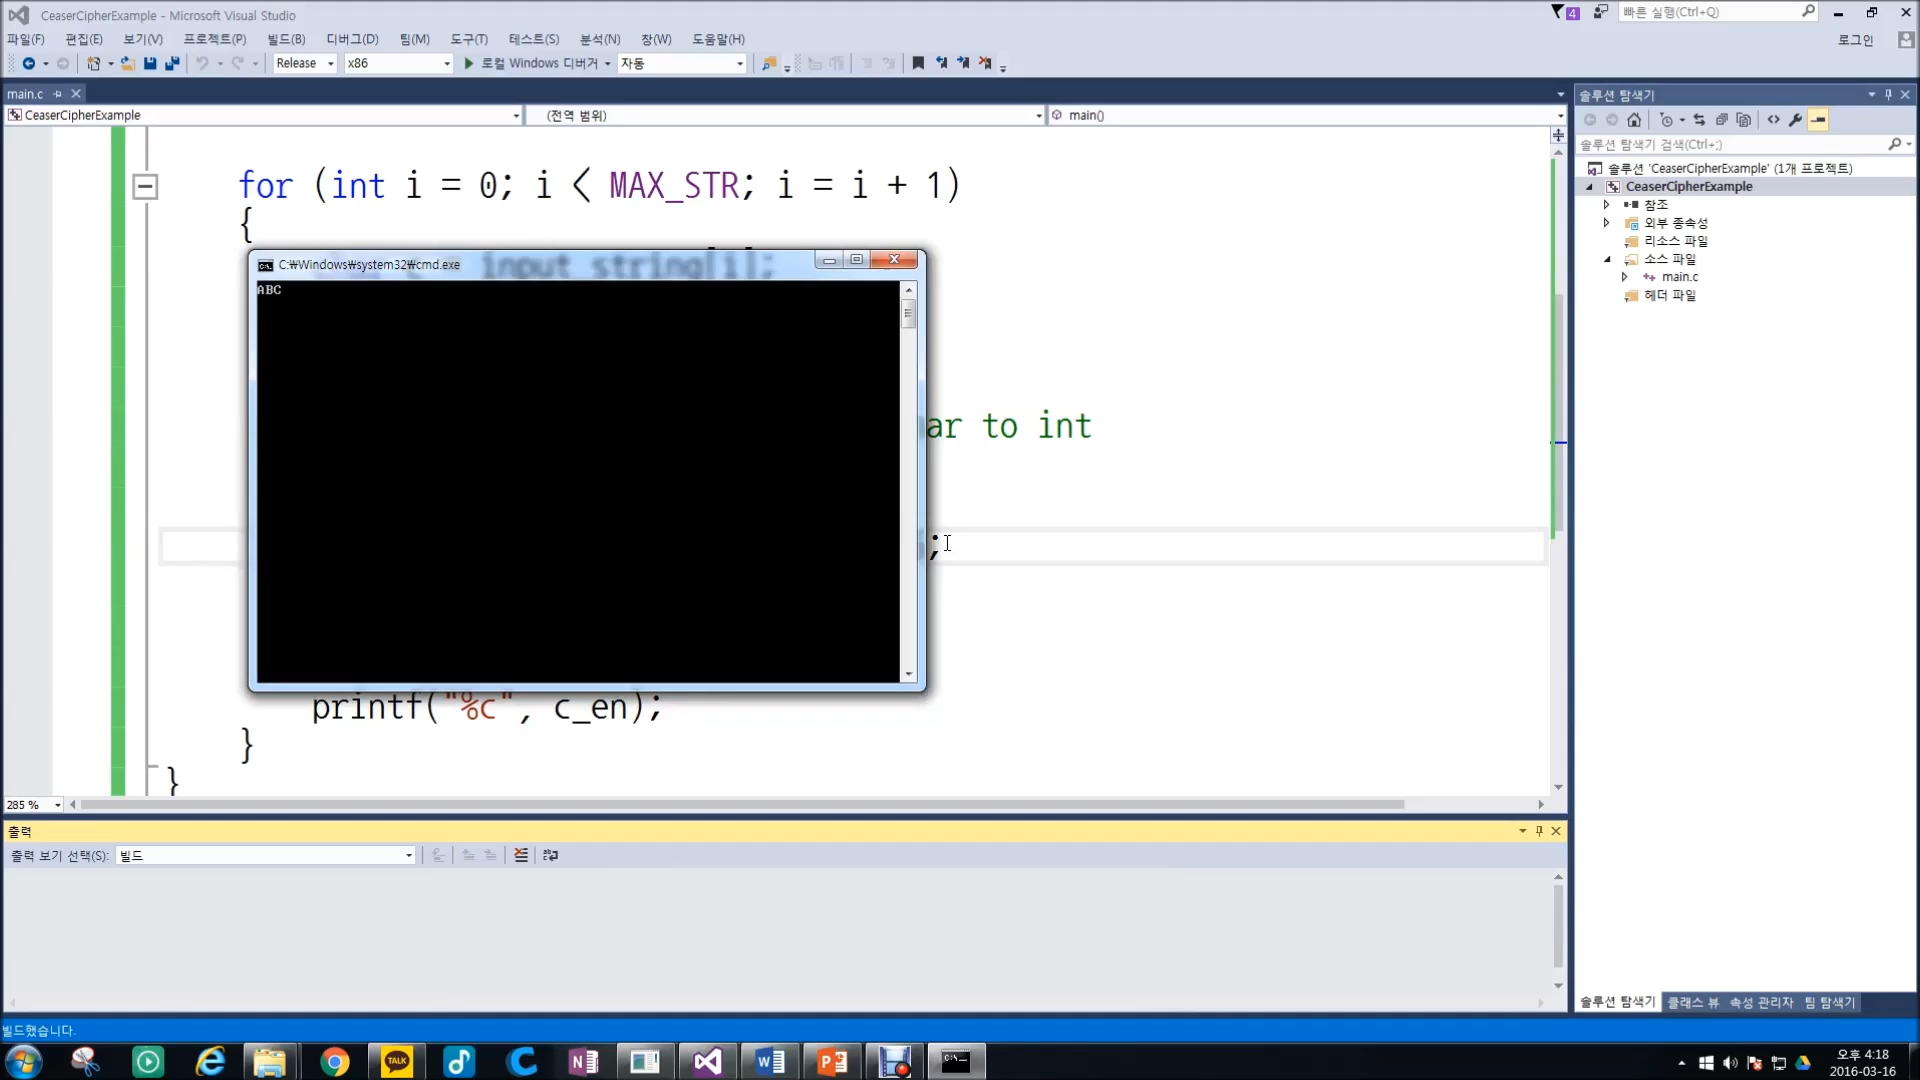 CeaserCipherExample - Microsoft Visual Studio
4
빠른 실행(Ctrl+Q)
파일(F) 편집(E) 보기(V) 프로젝트(P) 빌드(B) 디버그(D) 팀(M) 도구(T) 테스트(S) 분석(N) 창(W) 도움말(H)
로그인
Release x86 로컬 Windows 디버거 자동
main.c
CeaserCipherExample (전역 범위) main()
for (int i = 0; i < MAX_STR; i = i + 1)
{
input_string[i];
C:₩Windows₩system32₩cmd.exe
ABC
ar to int
;
printf("%c", c_en);
}
}
285 %
출력
출력 보기 선택(S): 빌드
빌드했습니다.
솔루션 탐색기
솔루션 탐색기 검색(Ctrl+;)
솔루션 'CeaserCipherExample' (1개 프로젝트)
CeaserCipherExample
참조
외부 종속성
리소스 파일
소스 파일
main.c
헤더 파일
솔루션 탐색기 클래스 뷰 속성 관리자 팀 탐색기
TALK
오후 4:18
2016-03-16